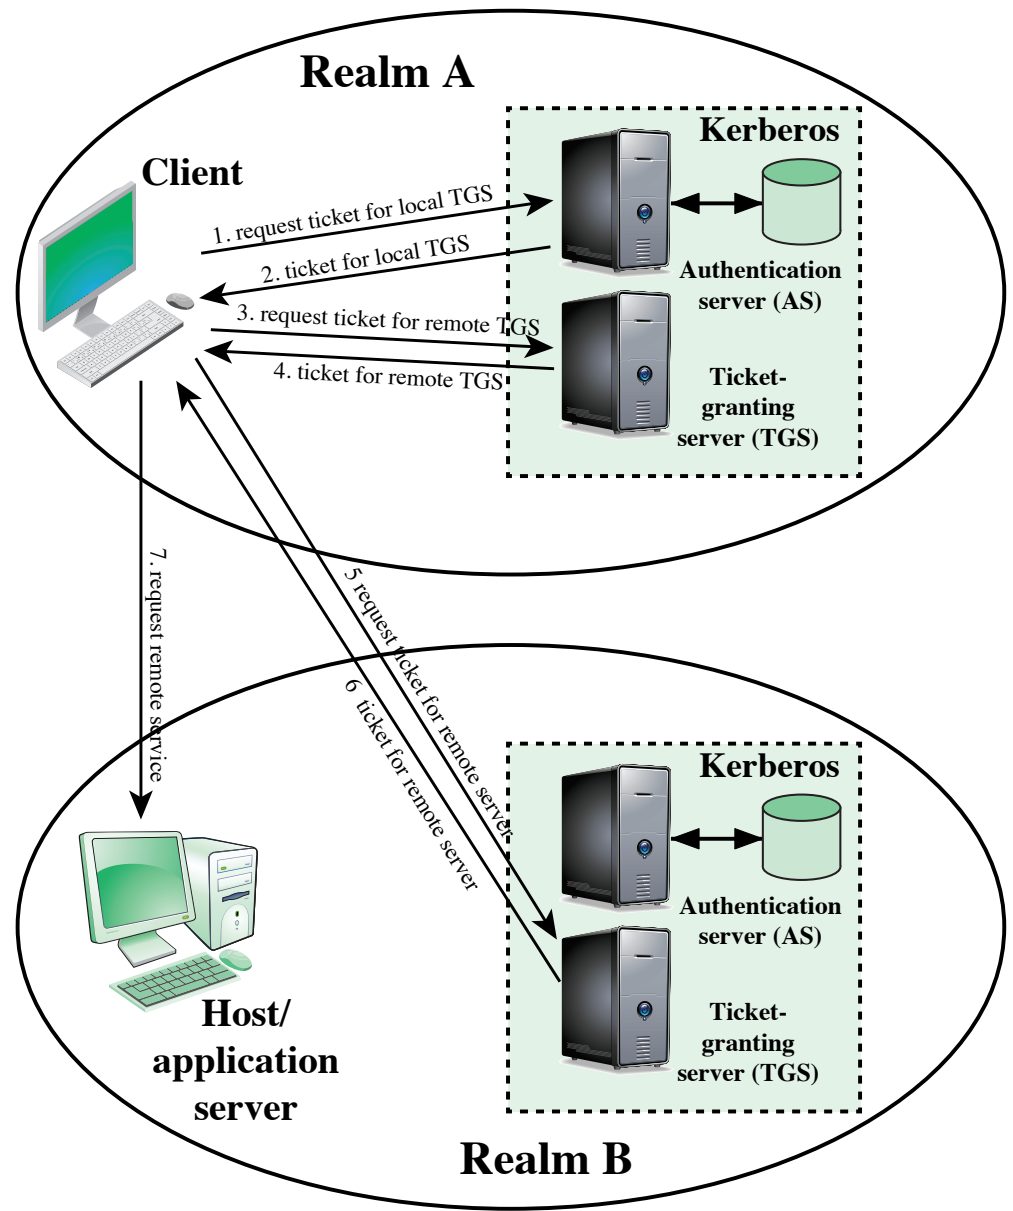 Realm A
Kerberos
Client
1. request ticket for local TGS
2. ticket for local TGS
Authentication
server (AS)
3. request ticket for remote TGS
4. ticket for remote TGS
Ticket-
granting
server (TGS)
7. request remote service
5 request ticket for remote server
6 ticket for remote server
Kerberos
Authentication
server (AS)
Ticket-
granting
server (TGS)
Host/
application
server
Realm B